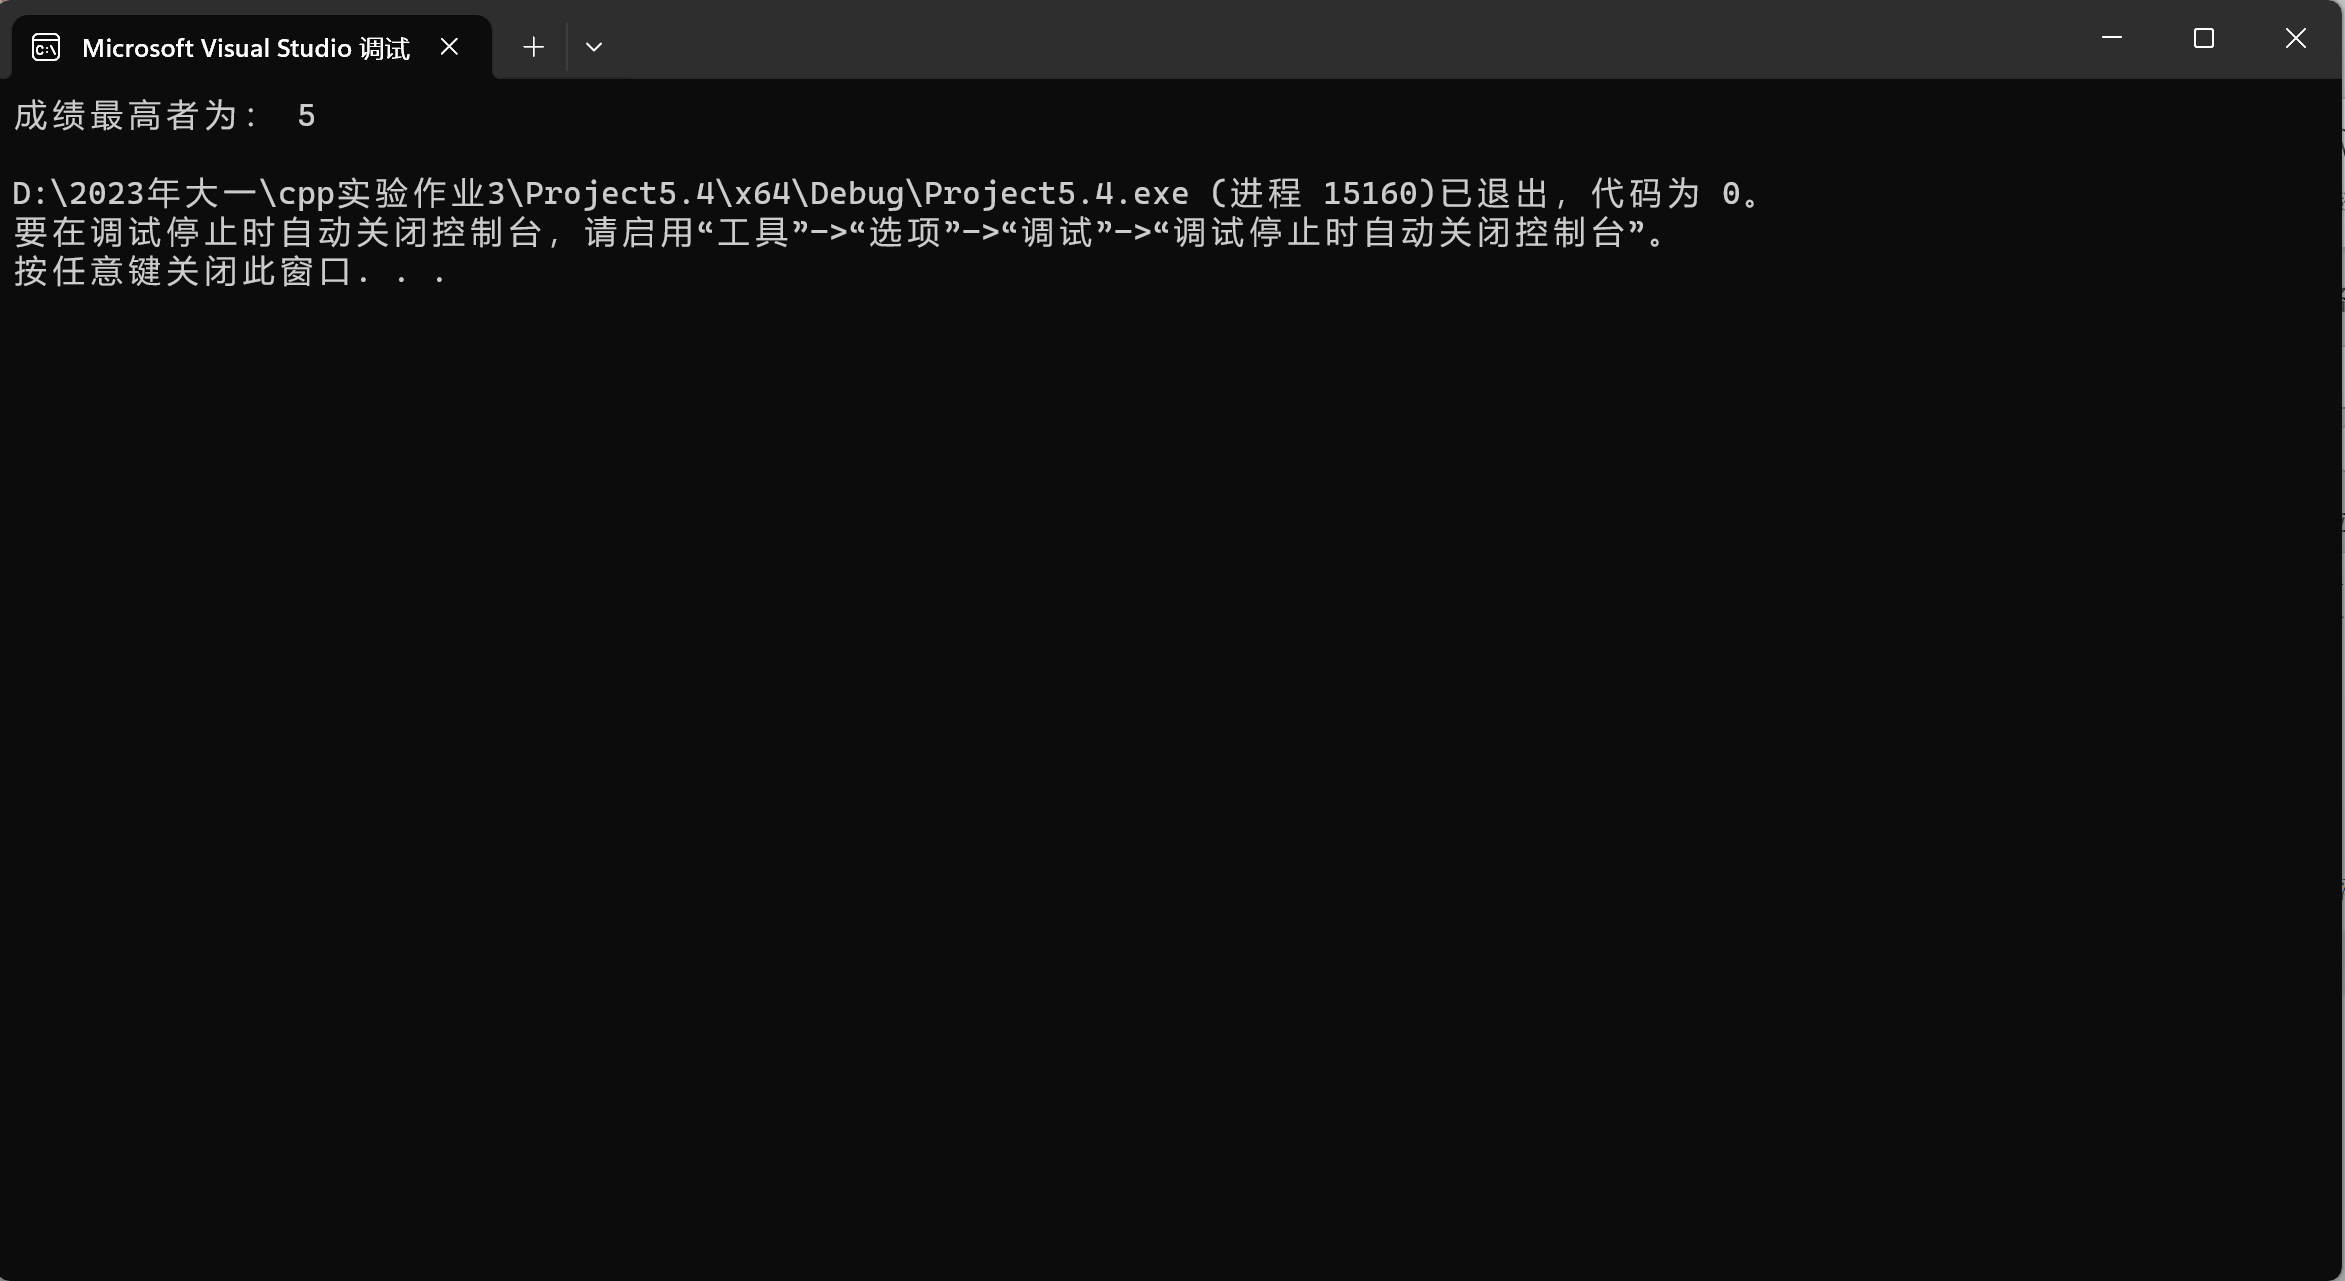 Microsoft Visual Studio 调试
成绩最高者为： 5
D:\2023年大一\cpp实验作业3\Project5.4\x64\Debug\Project5.4.exe (进程 15160)已退出，代码为 0。
要在调试停止时自动关闭控制台，请启用“工具”->“选项”->“调试”->“调试停止时自动关闭控制台”。
按任意键关闭此窗口. . .